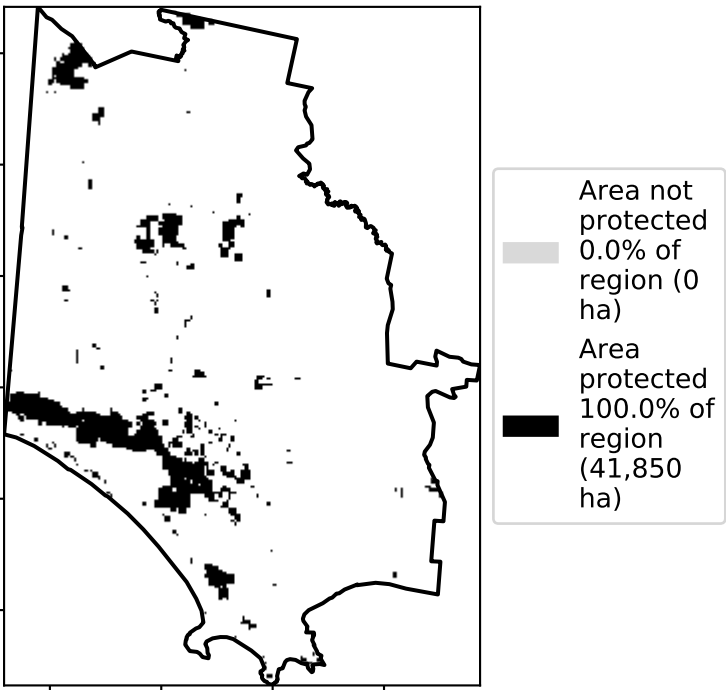 Area not
protected
0.0% of
region (0
ha)
Area
protected
100.0% of
region
(41,850
ha)